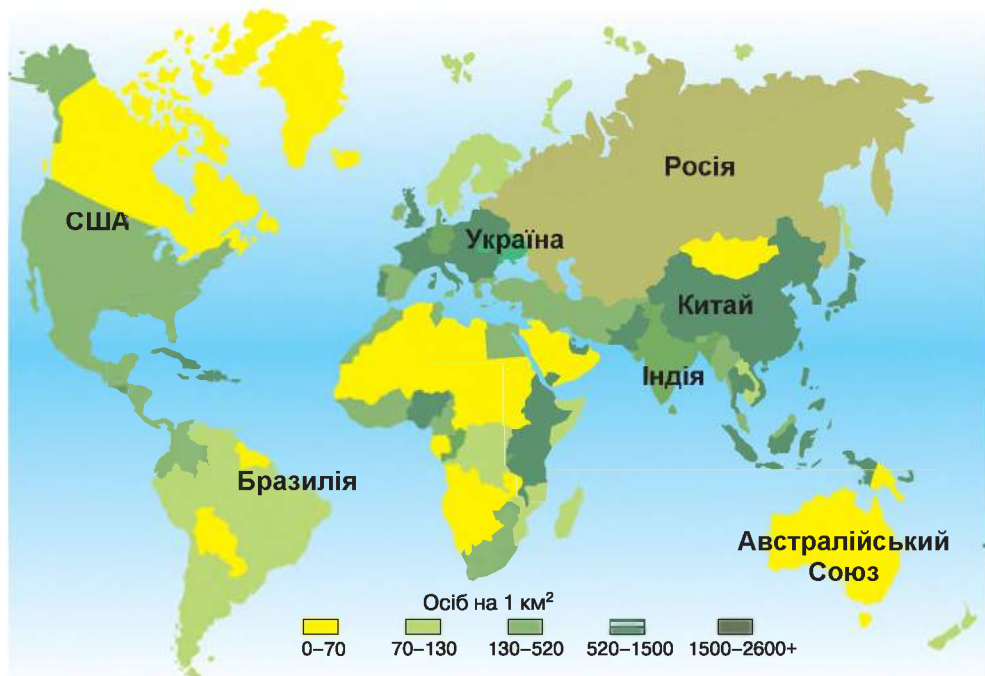 США
Росія
Україна
Китай
Індія
Бразилія
Австралійський
Союз
Осіб на 1 км²
0–70
70–130
130–520
520–1500
1500–2600+